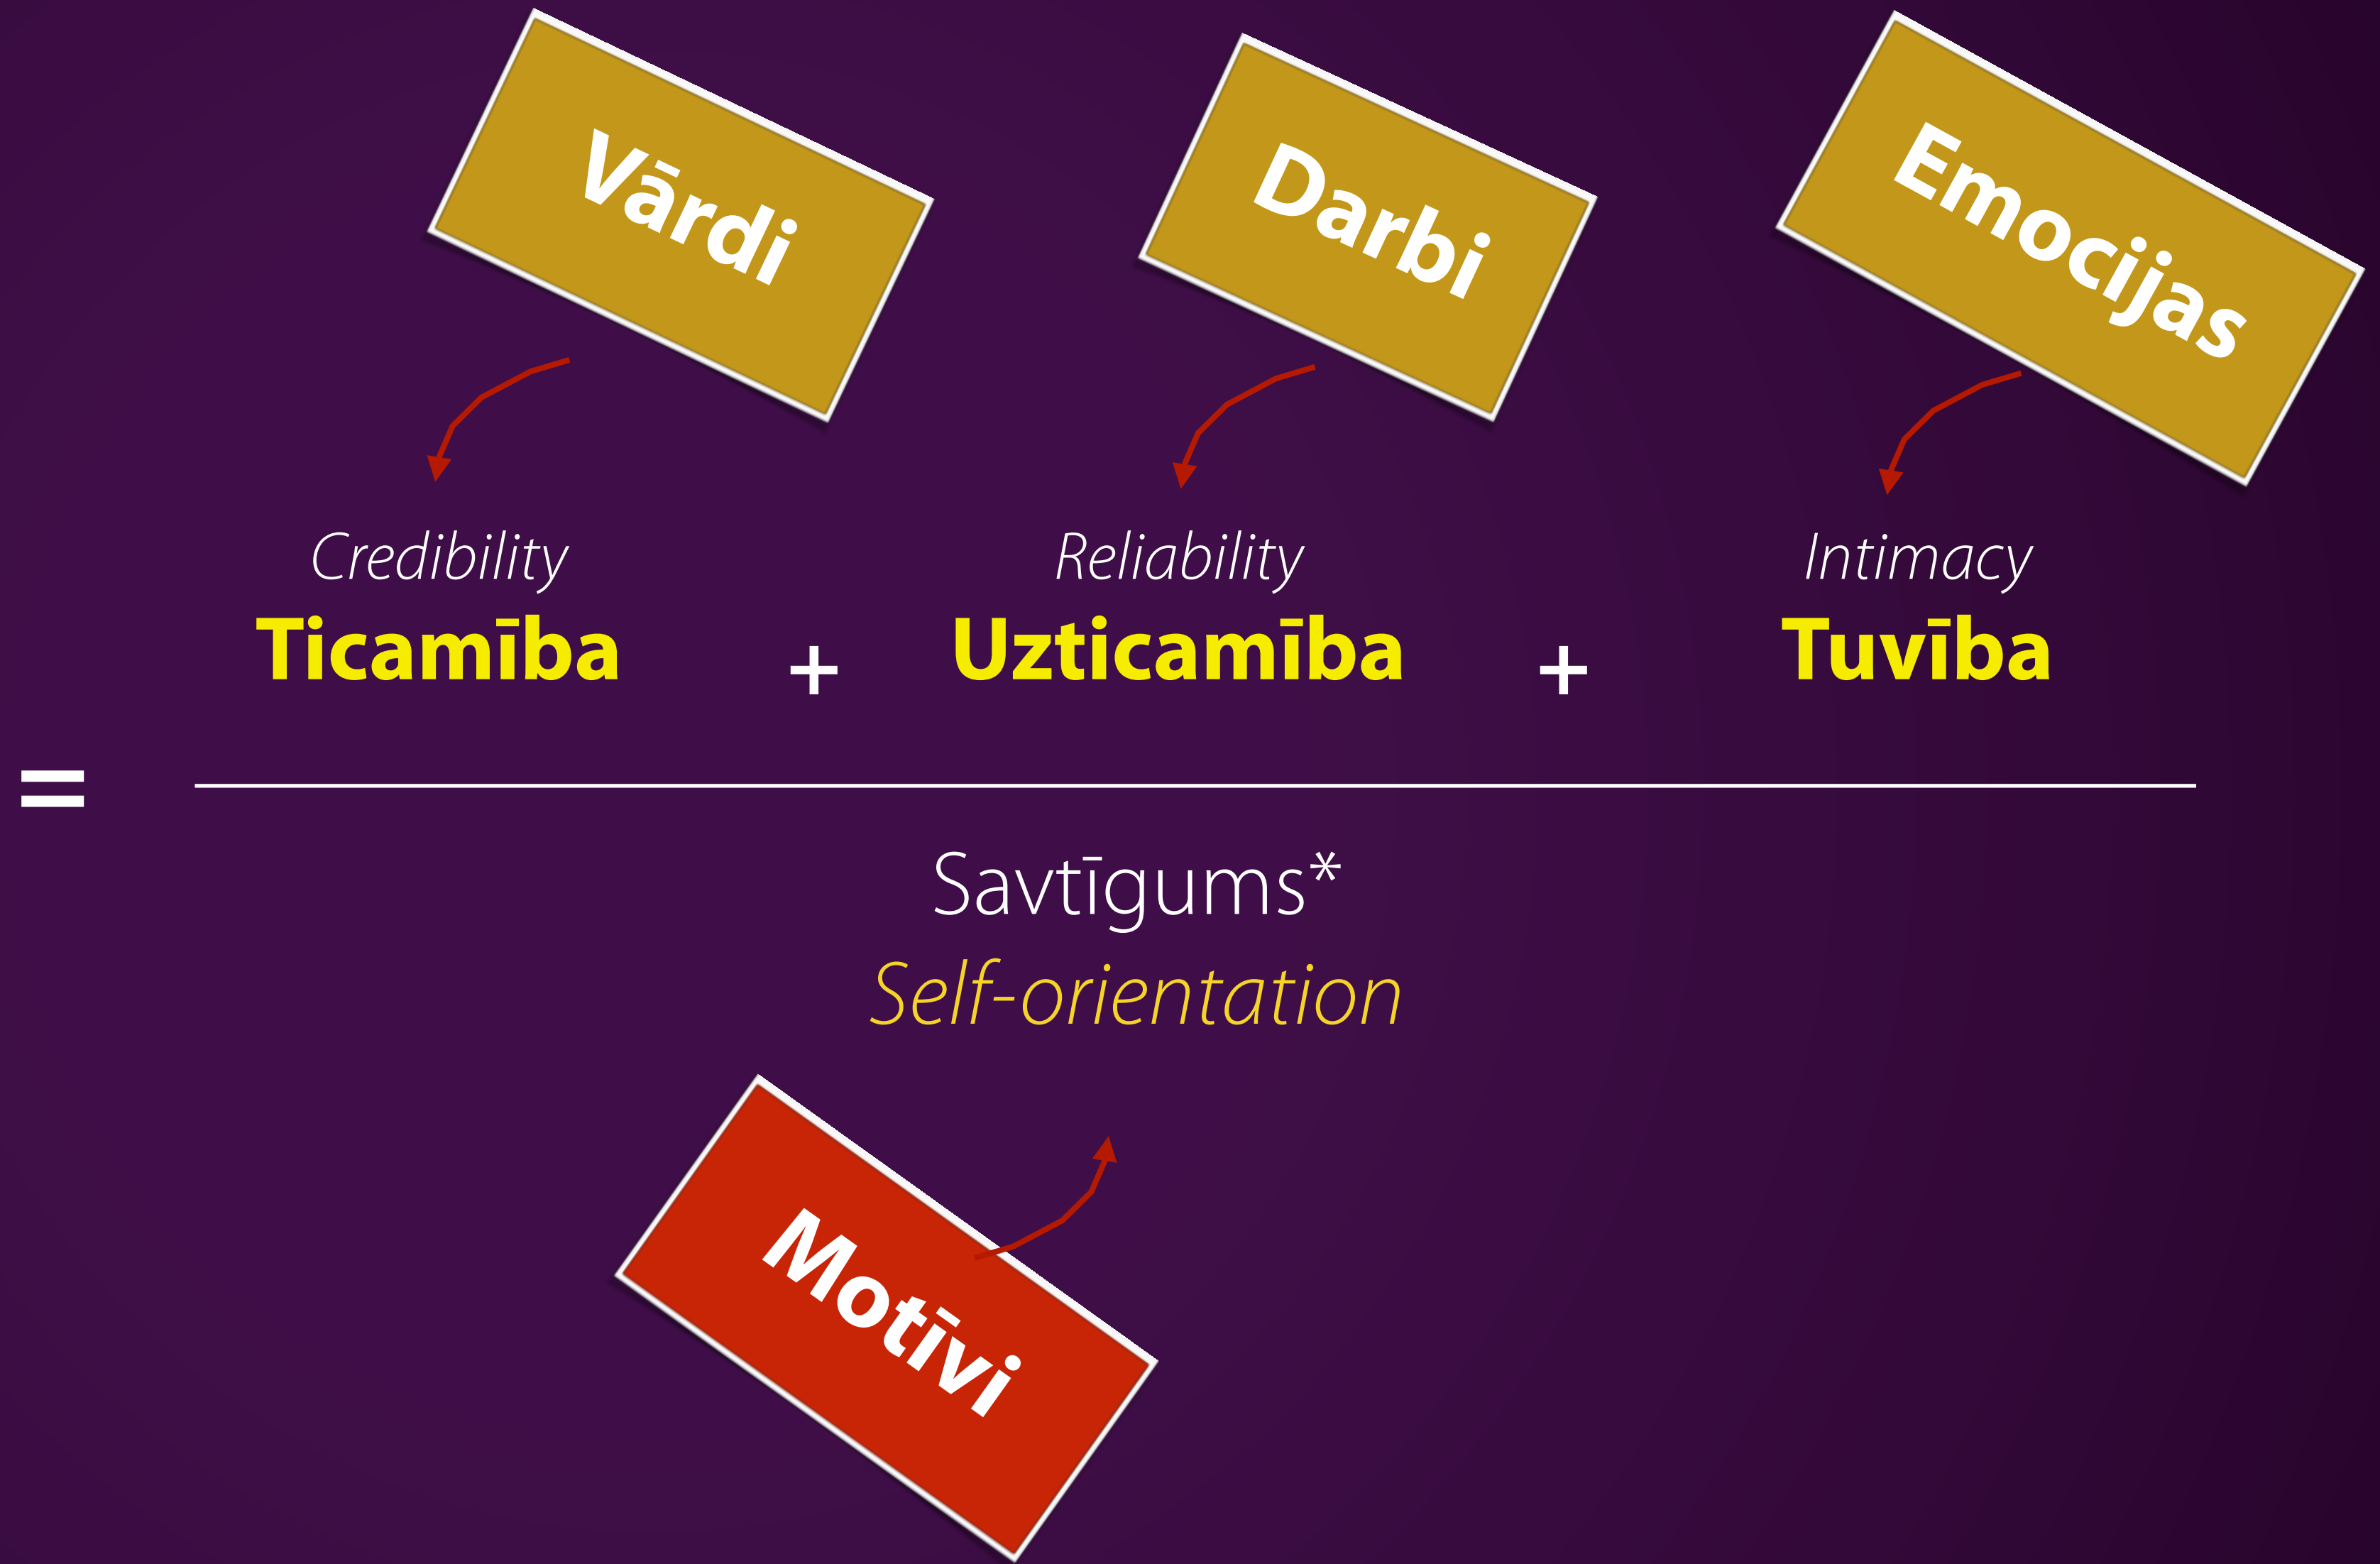 Vārdi
Darbi
Emocijas
Credibility
Reliability
Intimacy
Ticamība + Uzticamība + Tuvība
=
Savtīgums*
Self-orientation
Motīvi